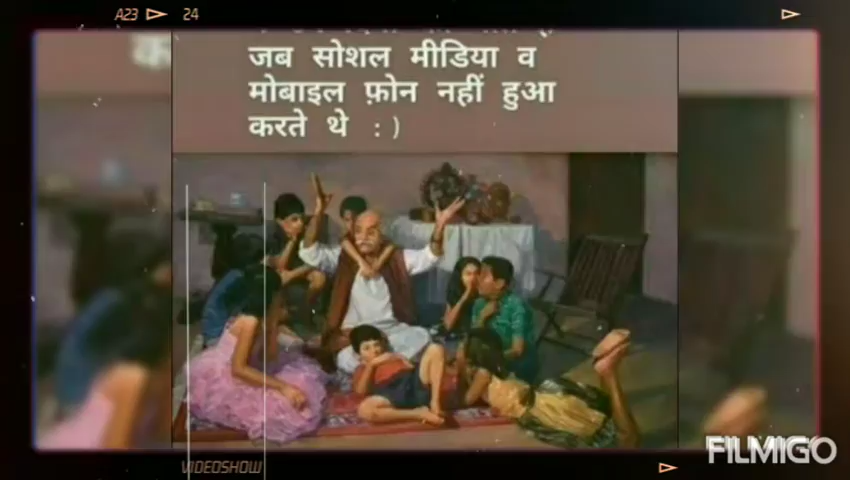 A23 24
जब सोशल मीडिया व
मोबाइल फ़ोन नहीं हुआ
करते थे :)
VIDEOSHOW
FILMIGO